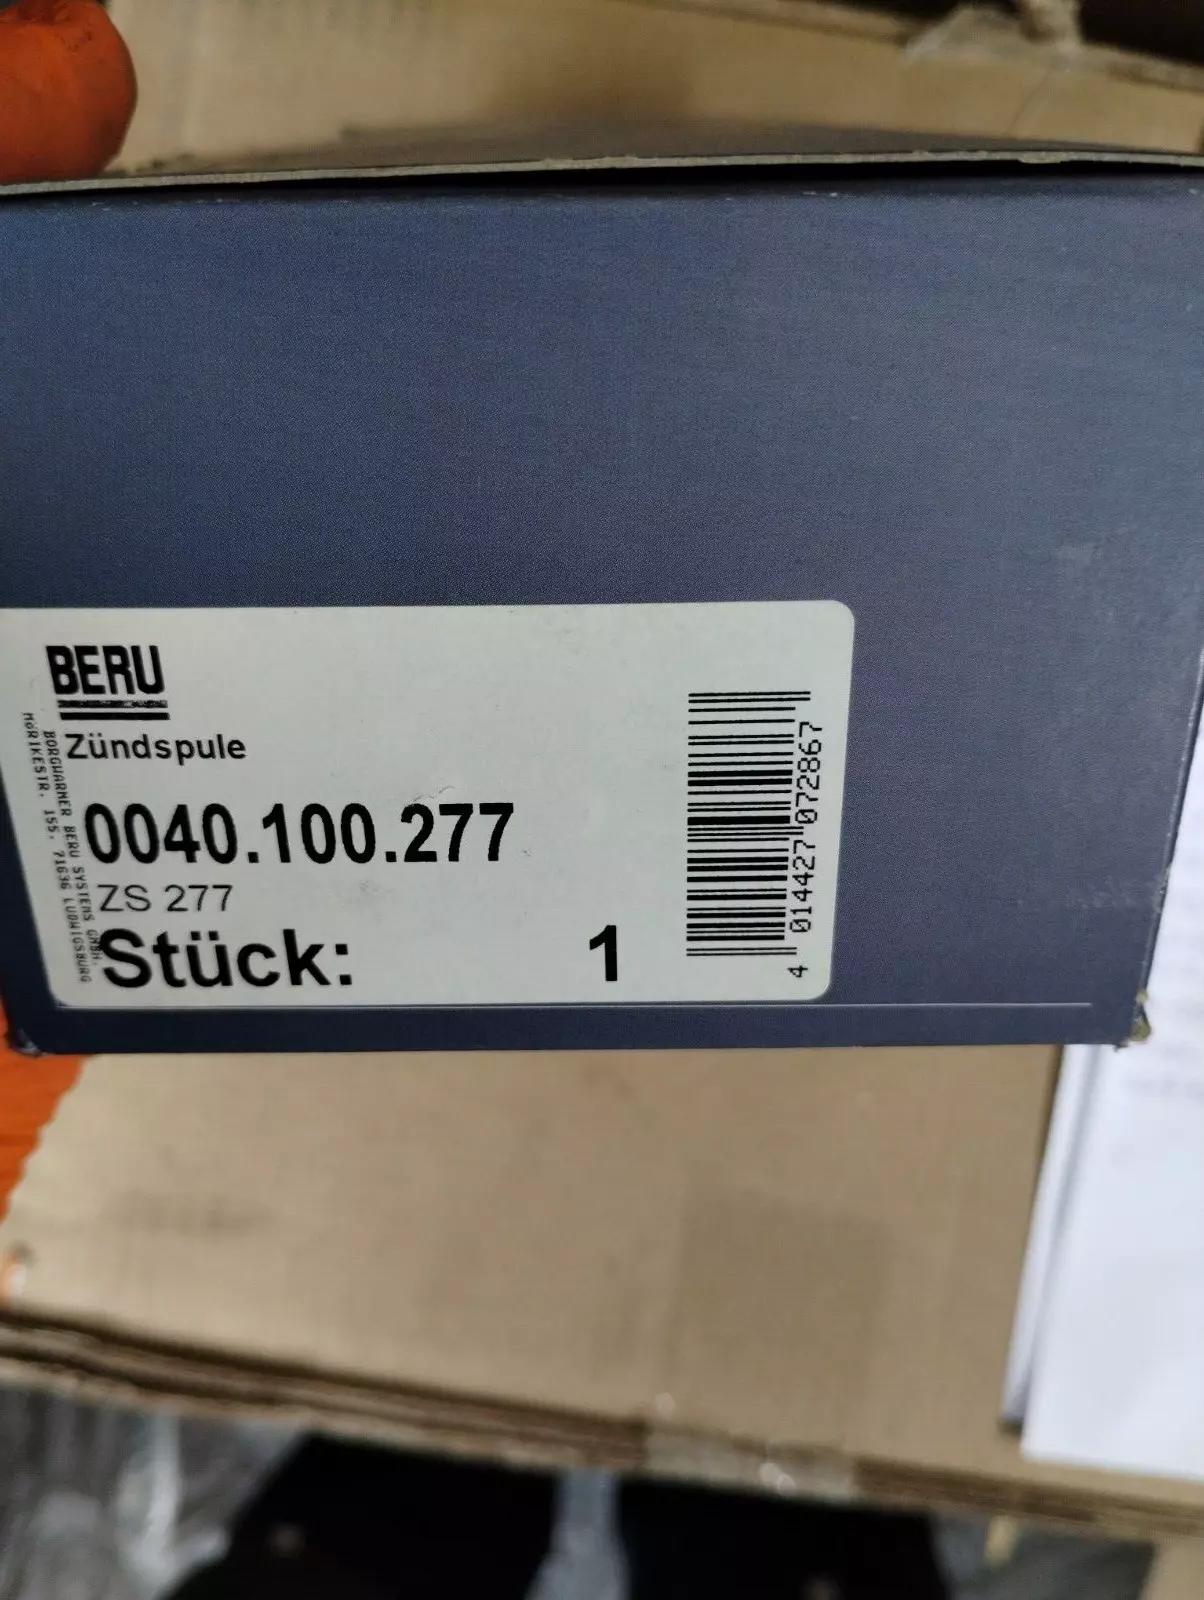 BERU
Zündspule
0040.100.277
ZS 277
Stück: 1
BORGWARNER BERU SYSTEMS GMBH.
MÖRIKESTR. 155, 71636 LUDWIGSBURG
4 014427 072867